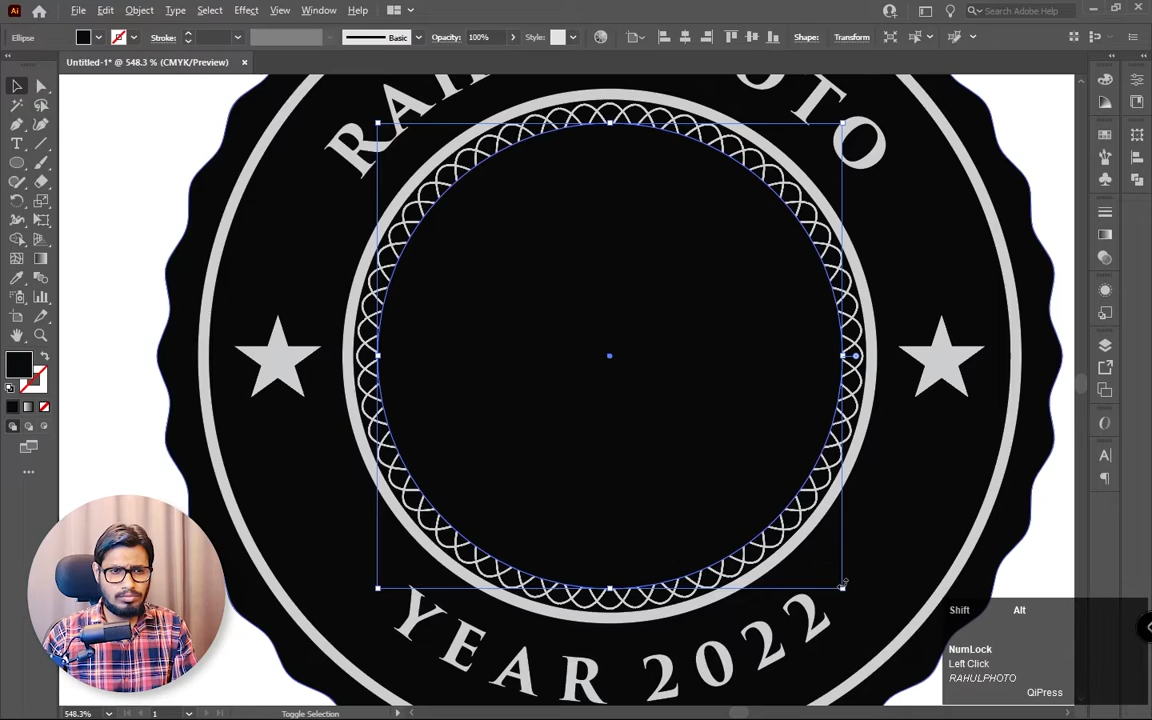 Ai
File Edit Object Type Select Effect View Window Help
Search Adobe Help
Ellipse
Stroke:
Basic
Opacity: 100%
Style:
Shape:
Transform
Untitled-1* @ 548.3 % (CMYK/Preview)
YEAR 2022
Shift Alt
NumLock
Left Click
RAHULPHOTO
QiPress
548.3%
1
Toggle Selection